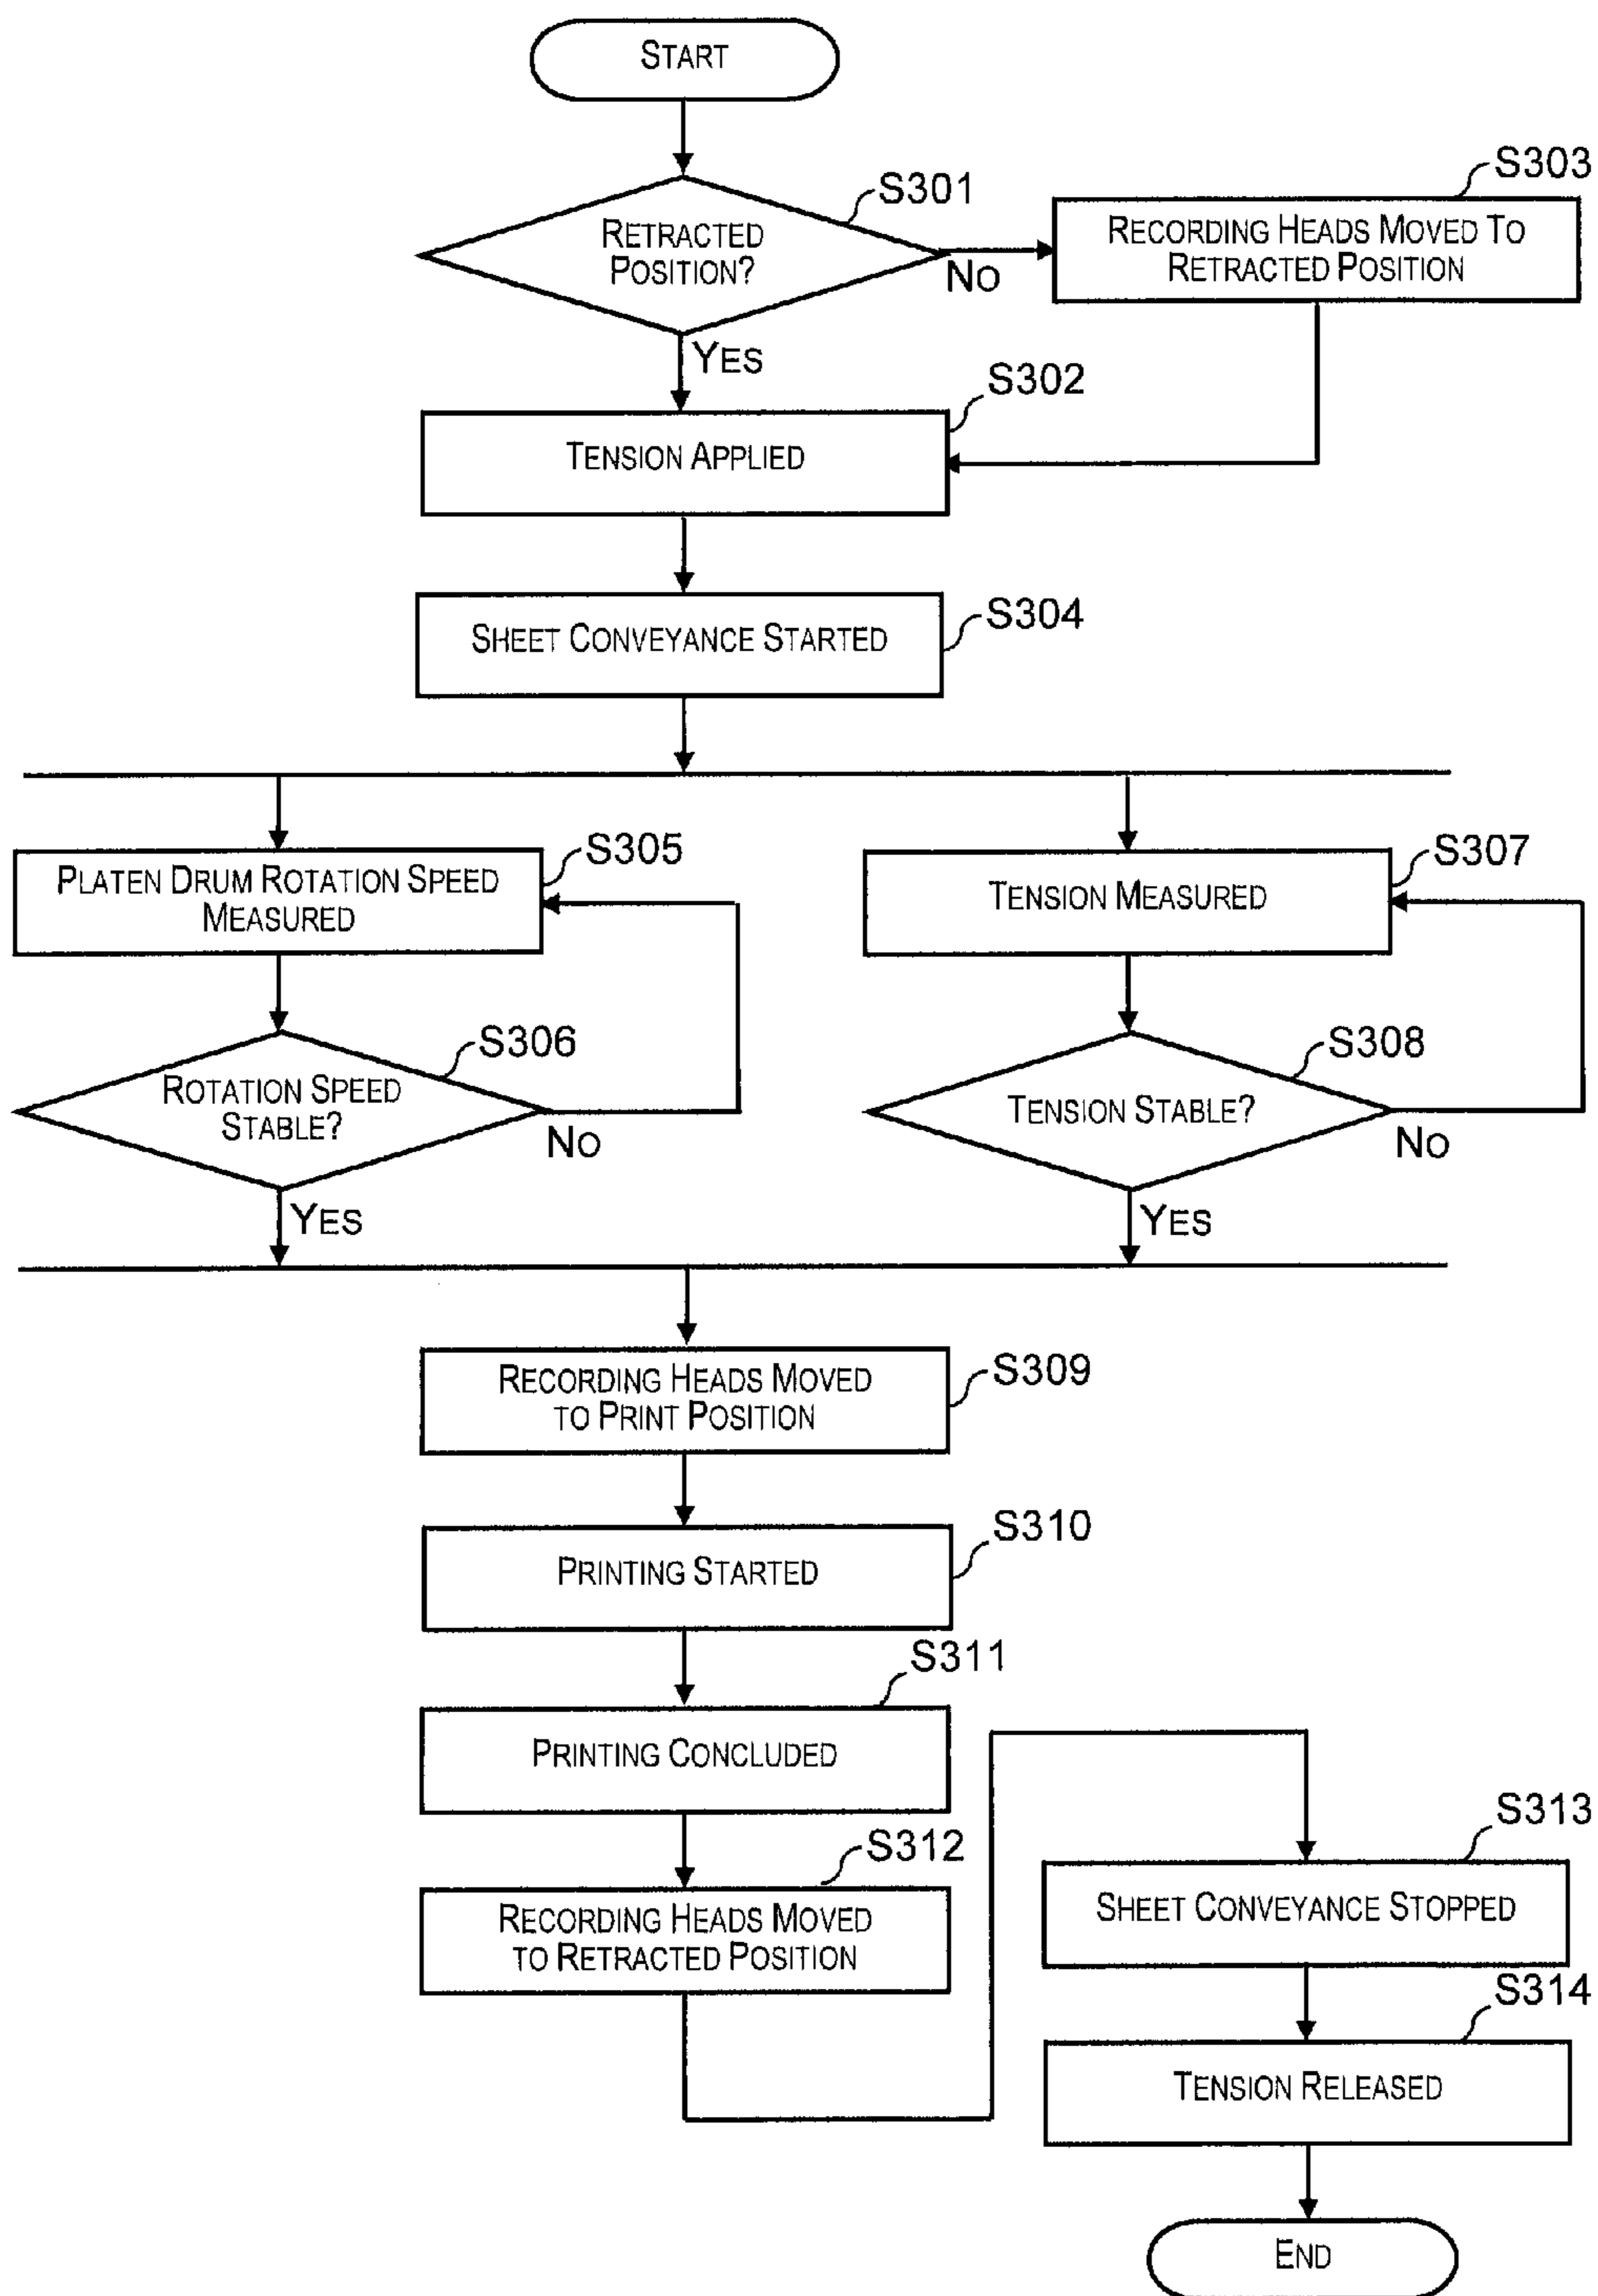 START
S301
S303
RETRACTED
POSITION?
RECORDING HEADS MOVED TO
RETRACTED POSITION
NO
YES
S302
TENSION APPLIED
S304
SHEET CONVEYANCE STARTED
S305
S307
PLATEN DRUM ROTATION SPEED
MEASURED
TENSION MEASURED
S306
S308
ROTATION SPEED
STABLE?
TENSION STABLE?
NO
NO
YES
YES
S309
RECORDING HEADS MOVED
TO PRINT POSITION
S310
PRINTING STARTED
S311
PRINTING CONCLUDED
S312
RECORDING HEADS MOVED
TO RETRACTED POSITION
S313
SHEET CONVEYANCE STOPPED
S314
TENSION RELEASED
END